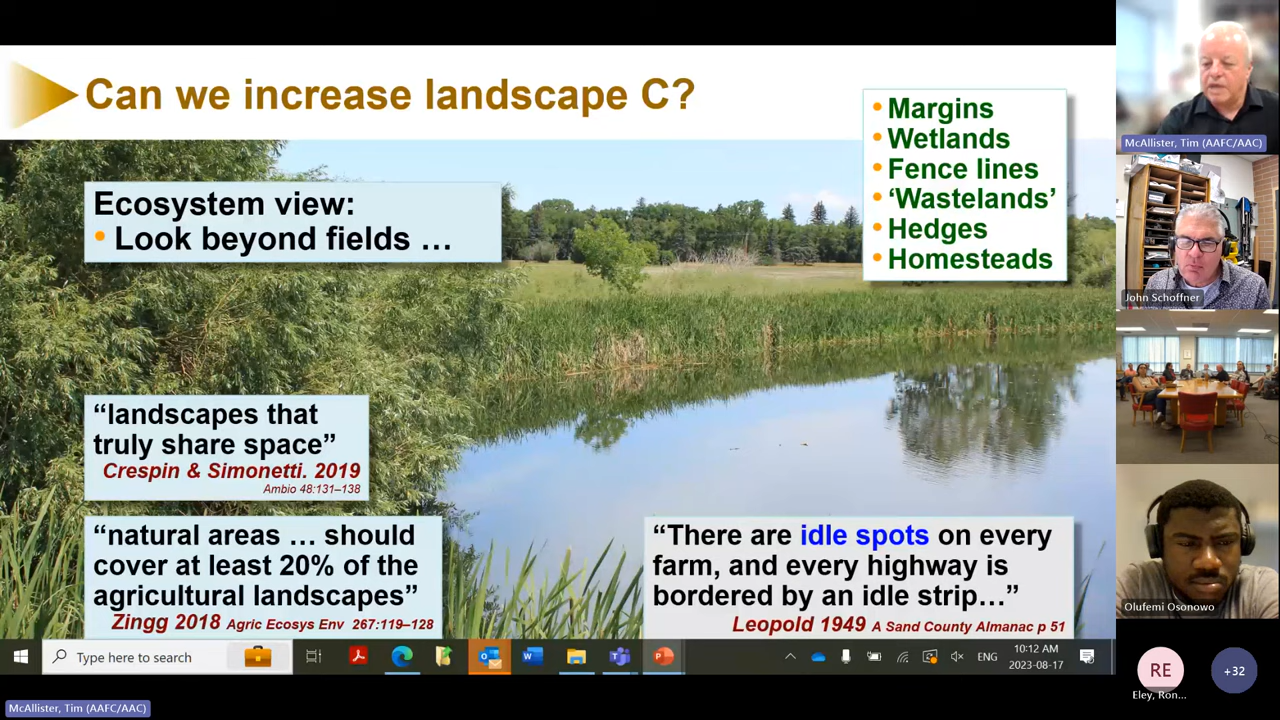 Can we increase landscape C?
• Margins
• Wetlands
• Fence lines
• ‘Wastelands’
• Hedges
• Homesteads
Ecosystem view:
• Look beyond fields …
“landscapes that
truly share space”
Crespin & Simonetti. 2019
Ambio 48:131–138
“natural areas … should
cover at least 20% of the
agricultural landscapes”
Zingg 2018 Agric Ecosys Env 267:119–128
“There are idle spots on every
farm, and every highway is
bordered by an idle strip…”
Leopold 1949 A Sand County Almanac p 51
Type here to search
ENG
10:12 AM
2023-08-17
McAllister, Tim (AAFC/AAC)
McAllister, Tim (AAFC/AAC)
John Schoffner
Olufemi Osonowo
RE
Eley, Ron...
+32